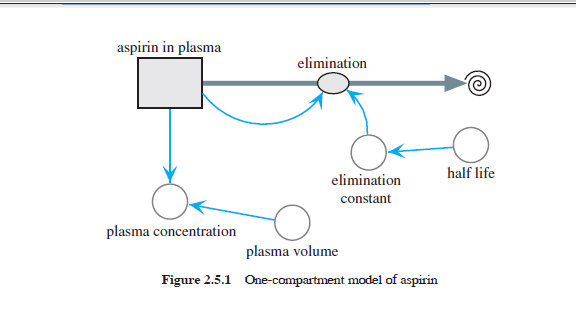 aspirin in plasma
elimination
elimination
constant
half life
plasma concentration
plasma volume
Figure 2.5.1 One-compartment model of aspirin